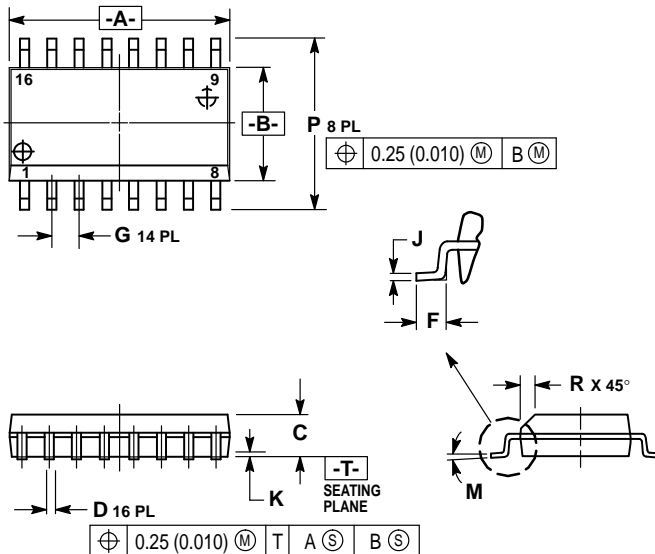 -A-
16 9
-B-
P 8 PL
⌖ 0.25 (0.010) Ⓜ B Ⓜ
1 8
G 14 PL
J
F
R X 45°
C
-T-
SEATING
PLANE
K
M
D 16 PL
⌖ 0.25 (0.010) Ⓜ T A Ⓢ B Ⓢ